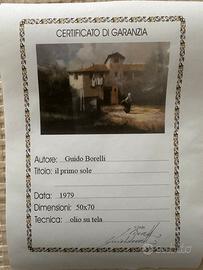 CERTIFICATO DI GARANZIA
Autore: Guido Borelli
Titolo: il primo sole
Data: 1979
Dimensioni: 50x70
Tecnica: olio su tela